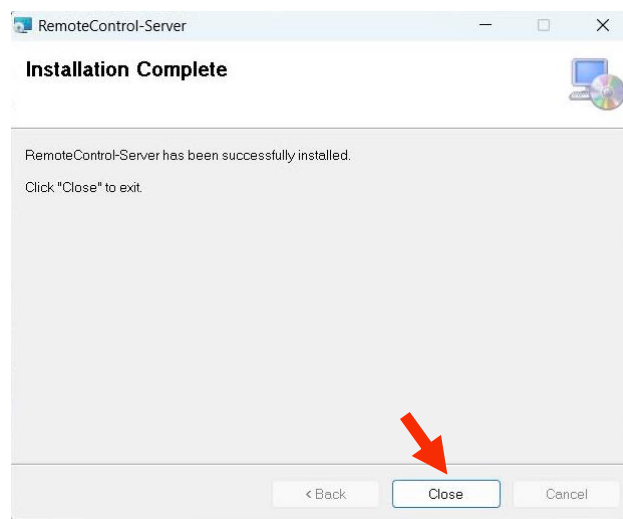 RemoteControl-Server
Installation Complete
RemoteControl-Server has been successfully installed.
Click "Close" to exit.
< Back
Close
Cancel